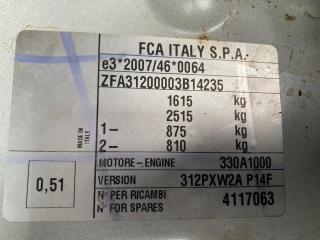 FCA ITALY S.P.A.
e3*2007/46*0064
ZFA31200003B14235
1615 kg
2515 kg
1- 875 kg
2- 810 kg
MADE IN ITALY
MOTORE-ENGINE 330A1000
VERSION 312PXW2A P14F
0,51
N° PER RICAMBI
N° FOR SPARES 4117063